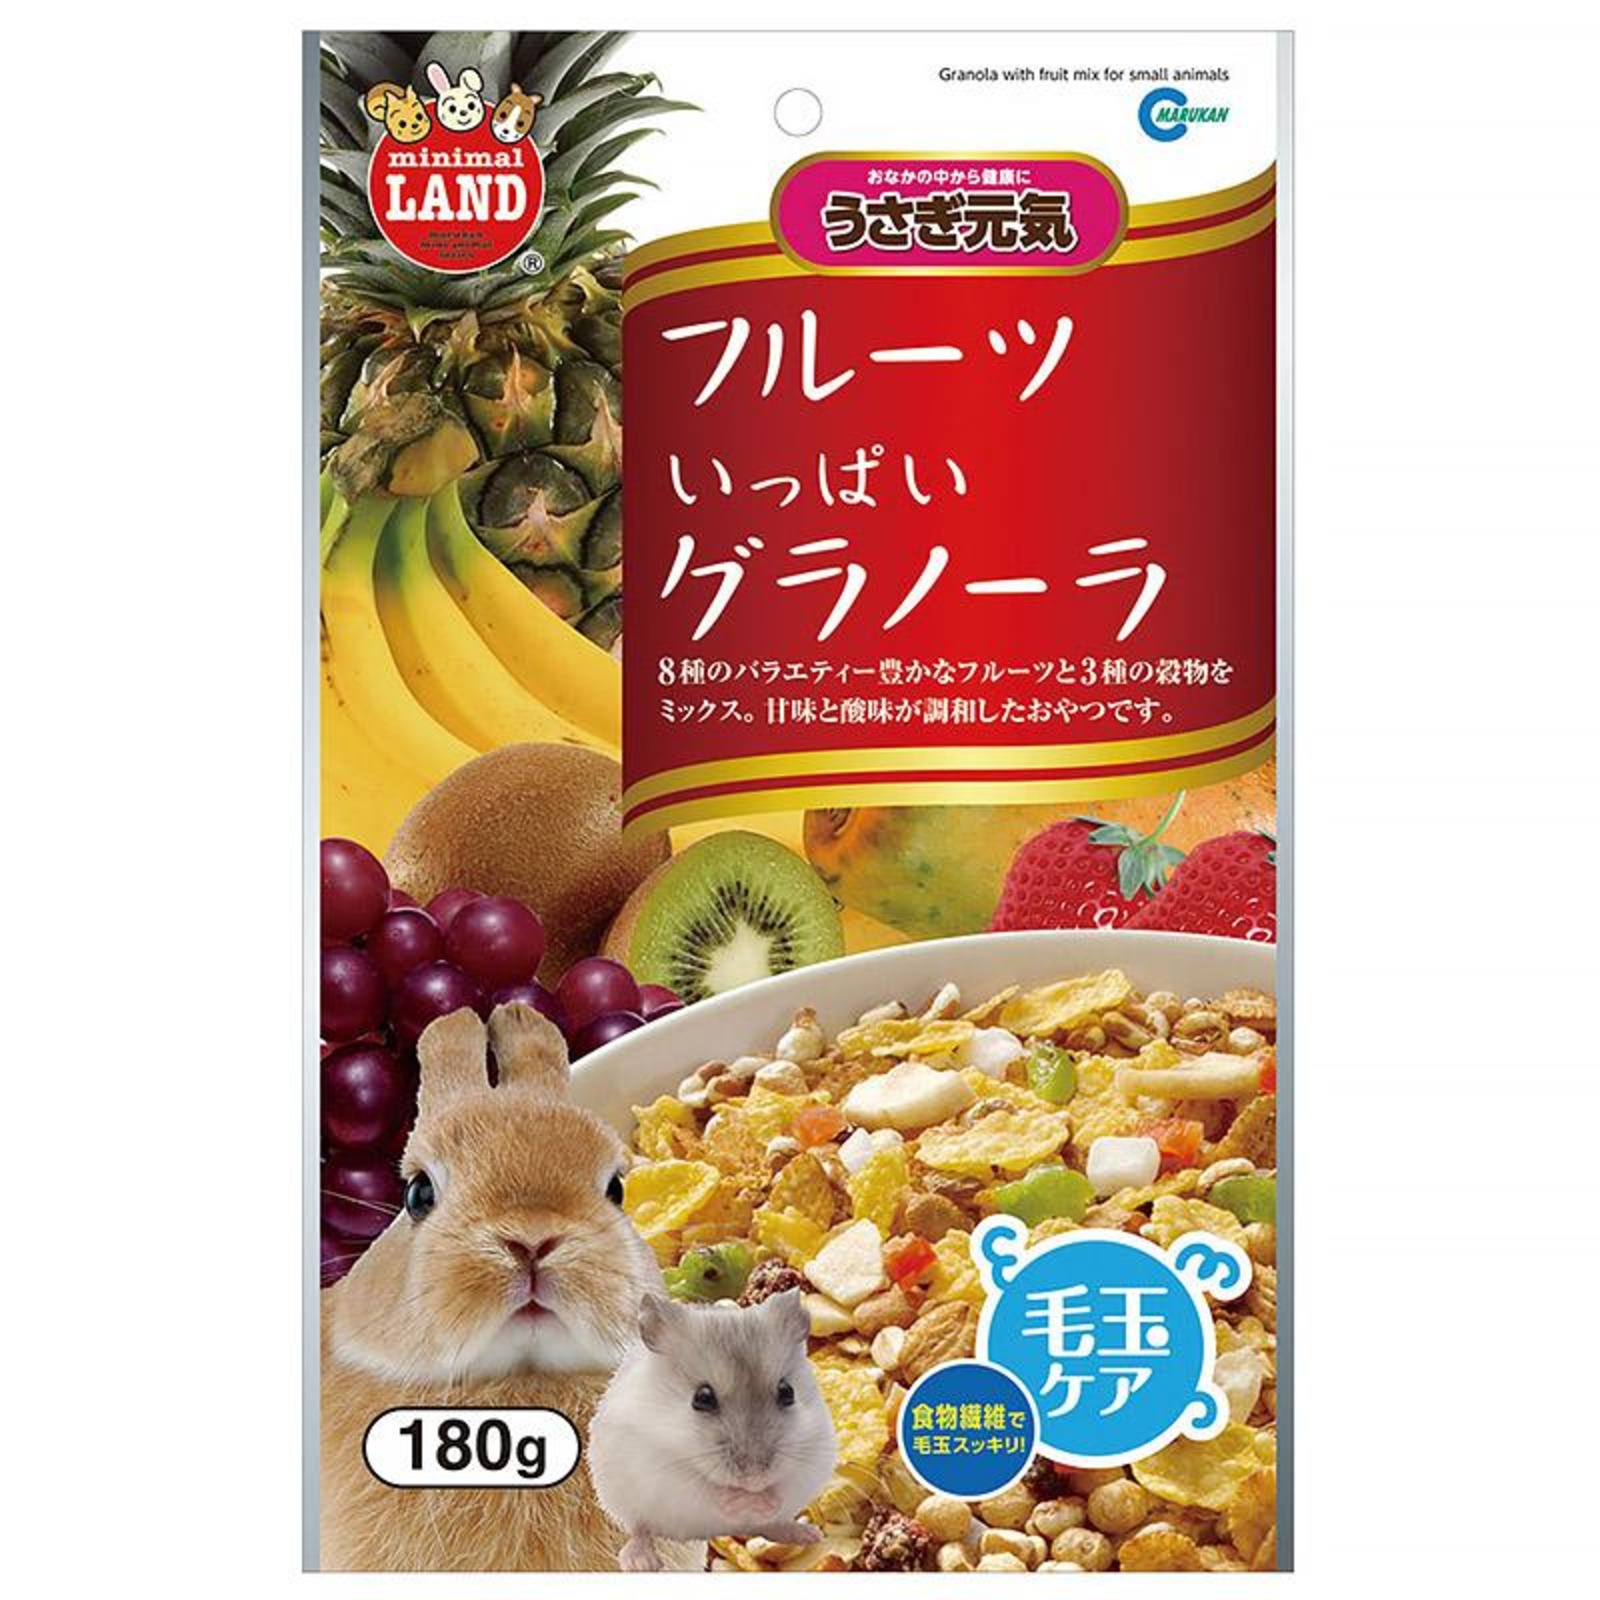 Granola with fruit mix for small animals
MARUKAN
minimal
LAND
marukan
mini animal
series
®
おなかの中から健康に
うさぎ元気
フルーツ
いっぱい
グラノーラ
8種のバラエティー豊かなフルーツと3種の穀物を
ミックス。甘味と酸味が調和したおやつです。
毛玉
ケア
食物繊維で
毛玉スッキリ!
180g